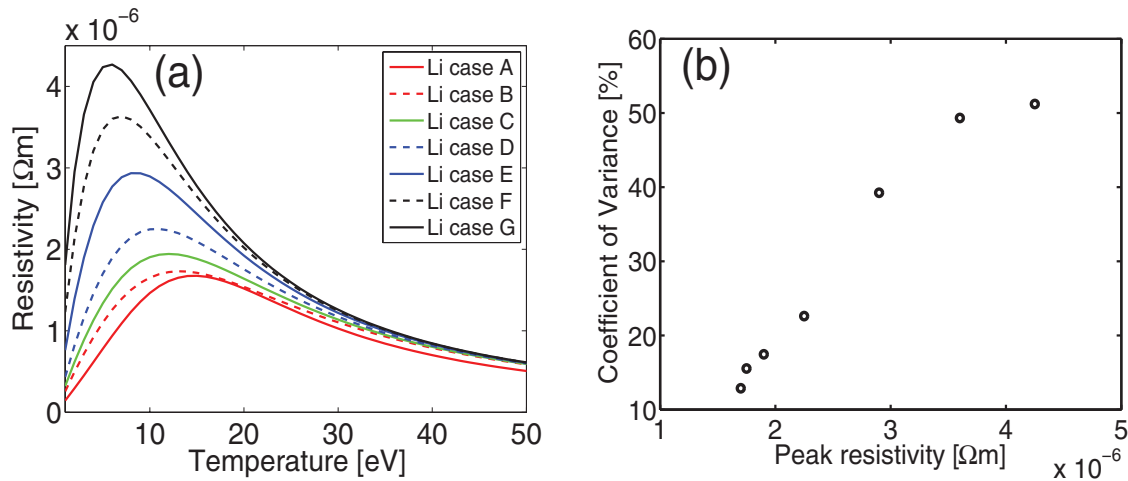 x 10⁻⁶
(a)
Resistivity [Ωm]
4
3
2
1
0
10
20
30
40
50
Temperature [eV]
Li case A
Li case B
Li case C
Li case D
Li case E
Li case F
Li case G
(b)
Coefficient of Variance [%]
60
50
40
30
20
10
1
2
3
4
5
Peak resistivity [Ωm]
x 10⁻⁶